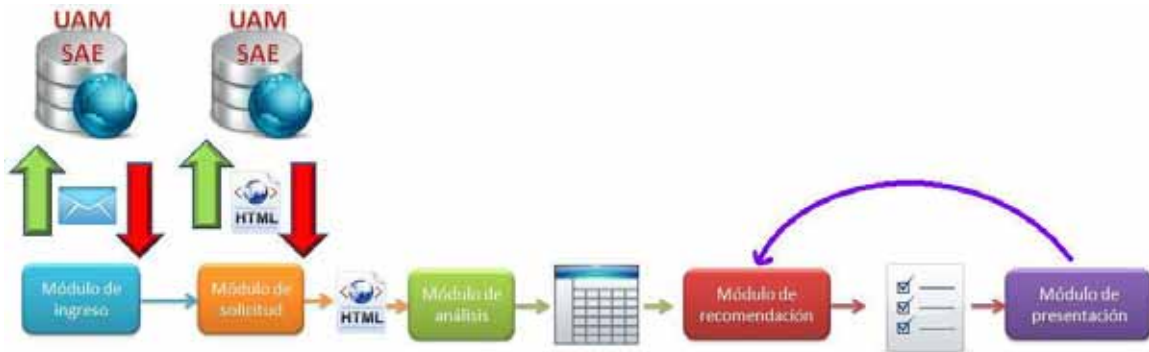 UAM
SAE
UAM
SAE
HTML
Módulo de
ingreso
Módulo de
solicitud
HTML
Módulo de
análisis
Módulo de
recomendación
Módulo de
presentación